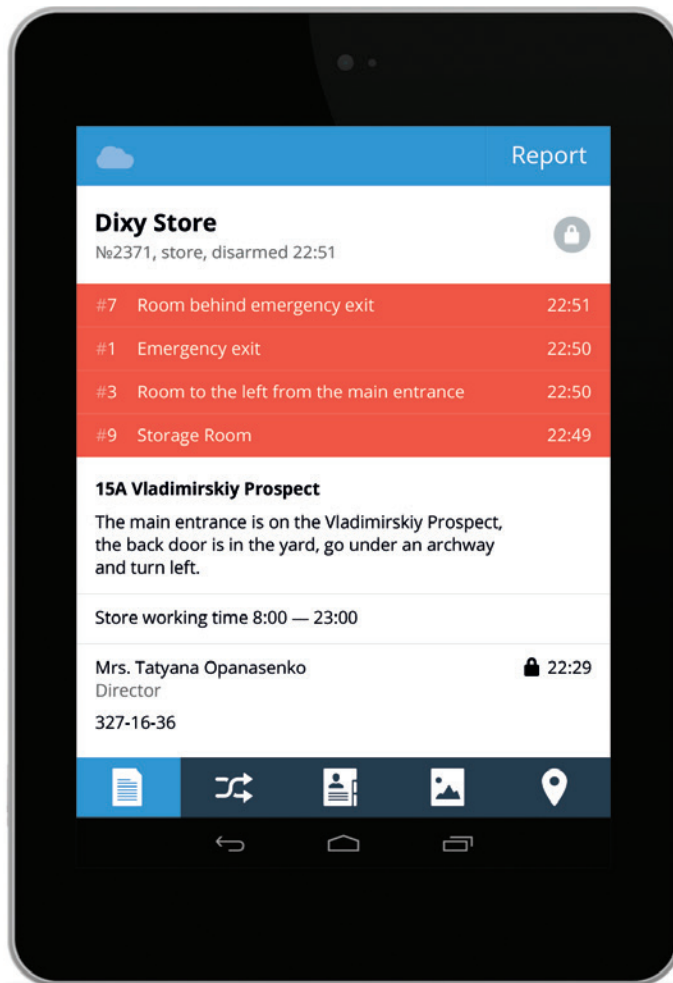 Report
Dixy Store
№2371, store, disarmed 22:51
#7 Room behind emergency exit 22:51
#1 Emergency exit 22:50
#3 Room to the left from the main entrance 22:50
#9 Storage Room 22:49
15A Vladimirskiy Prospect
The main entrance is on the Vladimirskiy Prospect,
the back door is in the yard, go under an archway
and turn left.
Store working time 8:00 — 23:00
Mrs. Tatyana Opanasenko 22:29
Director
327-16-36